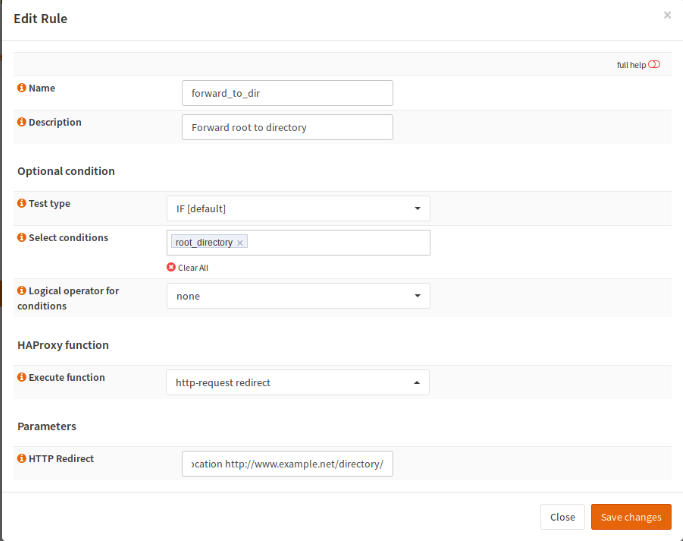 Edit Rule
×
full help
Name
forward_to_dir
Description
Forward root to directory
Optional condition
Test type
IF [default]
Select conditions
root_directory ×
Clear All
Logical operator for
conditions
none
HAProxy function
Execute function
http-request redirect
Parameters
HTTP Redirect
ocation http://www.example.net/directory/
Close
Save changes